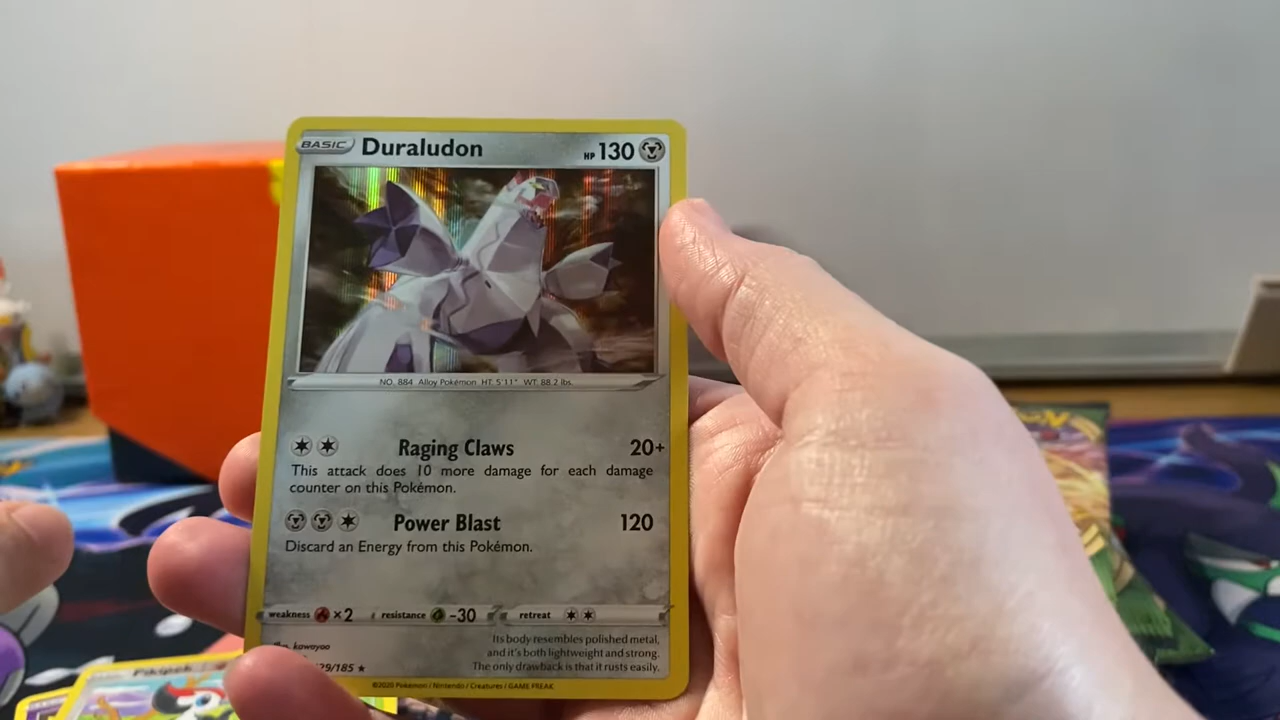 BASIC Duraludon HP 130
NO. 884 Alloy Pokémon HT: 5'11" WT: 88.2 lbs.
Raging Claws 20+
This attack does 10 more damage for each damage
counter on this Pokémon.
Power Blast 120
Discard an Energy from this Pokémon.
weakness ×2 resistance -30 retreat
Its body resembles polished metal,
and it's both lightweight and strong.
The only drawback is that it rusts easily.
kawayoo
29/185
©2020 Pokémon / Nintendo / Creatures / GAME FREAK
Pikipek